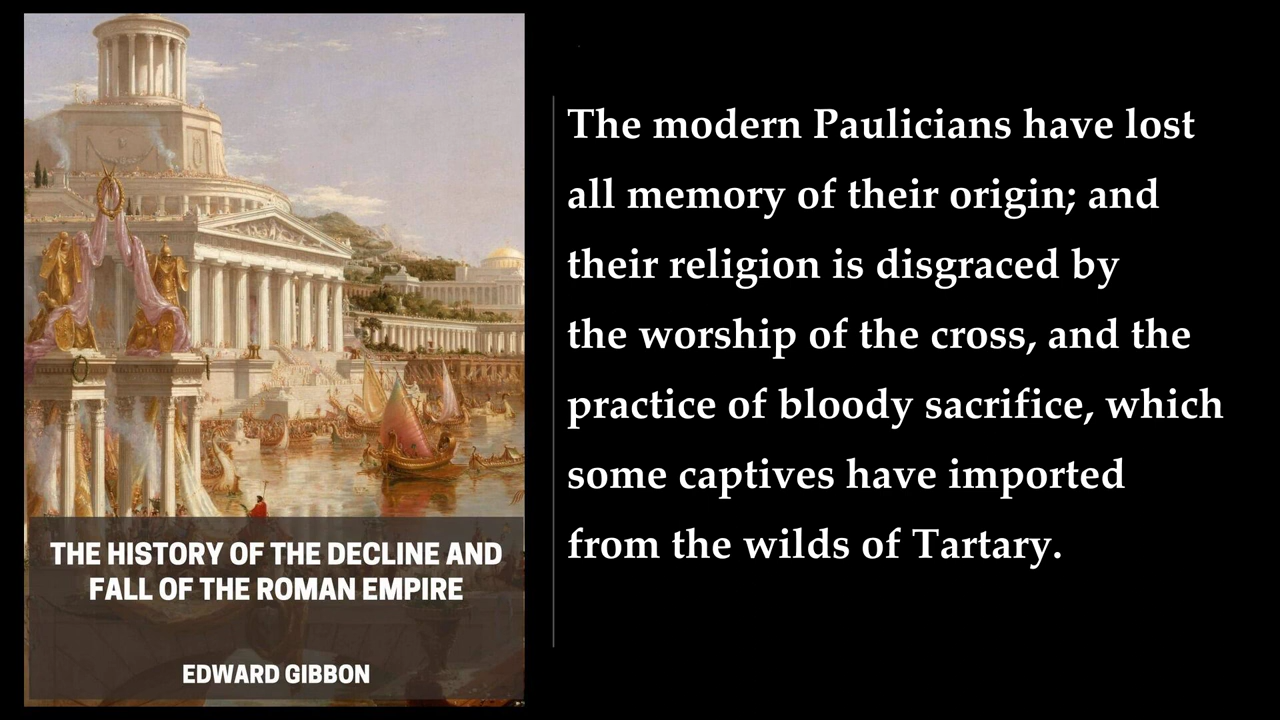 THE HISTORY OF THE DECLINE AND
FALL OF THE ROMAN EMPIRE
EDWARD GIBBON
The modern Paulicians have lost
all memory of their origin; and
their religion is disgraced by
the worship of the cross, and the
practice of bloody sacrifice, which
some captives have imported
from the wilds of Tartary.